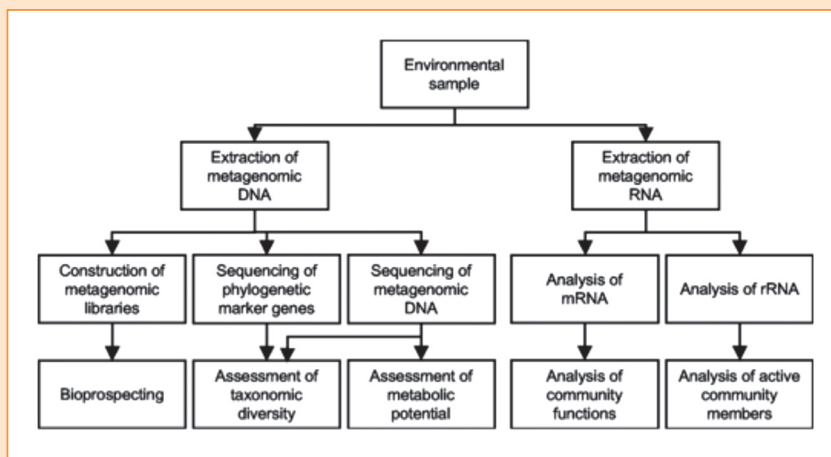 Environmental
sample
Extraction of
metagenomic
DNA
Extraction of
metagenomic
RNA
Construction of
metagenomic
libraries
Sequencing of
phylogenetic
marker genes
Sequencing of
metagenomic
DNA
Analysis of
mRNA
Analysis of rRNA
Bioprospecting
Assessment of
taxonomic
diversity
Assessment of
metabolic
potential
Analysis of
community
functions
Analysis of active
community
members